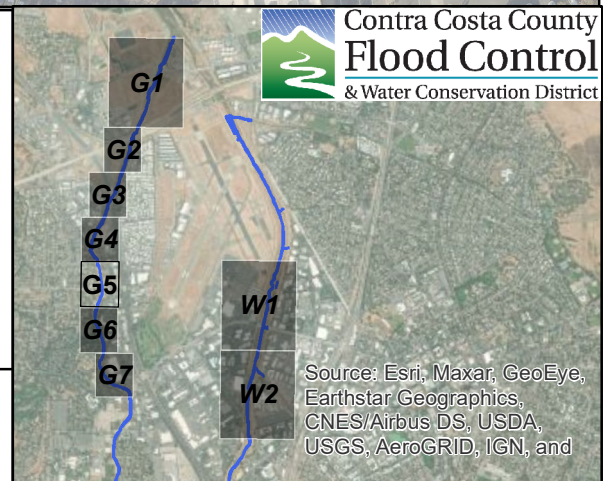 Contra Costa County
Flood Control
& Water Conservation District
G1
G2
G3
G4
G5
G6
G7
W1
W2
Source: Esri, Maxar, GeoEye,
Earthstar Geographics,
CNES/Airbus DS, USDA,
USGS, AeroGRID, IGN, and